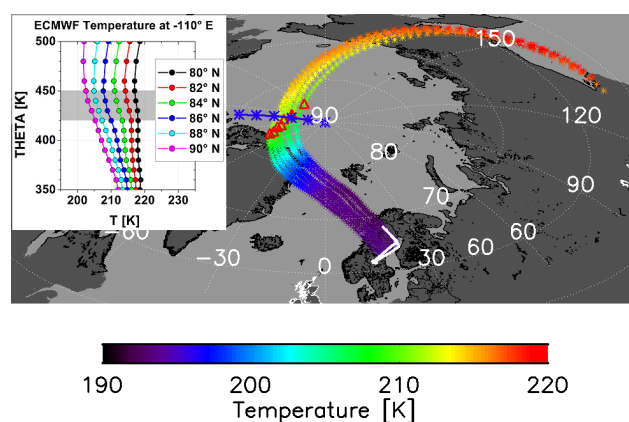 ECMWF Temperature at -110° E
THETA [K]
500
450
400
350
200
210
220
230
T [K]
80° N
82° N
84° N
86° N
88° N
90° N
150
120
90
90
80
70
60
60
30
0
-30
-60
190
200
210
220
Temperature [K]